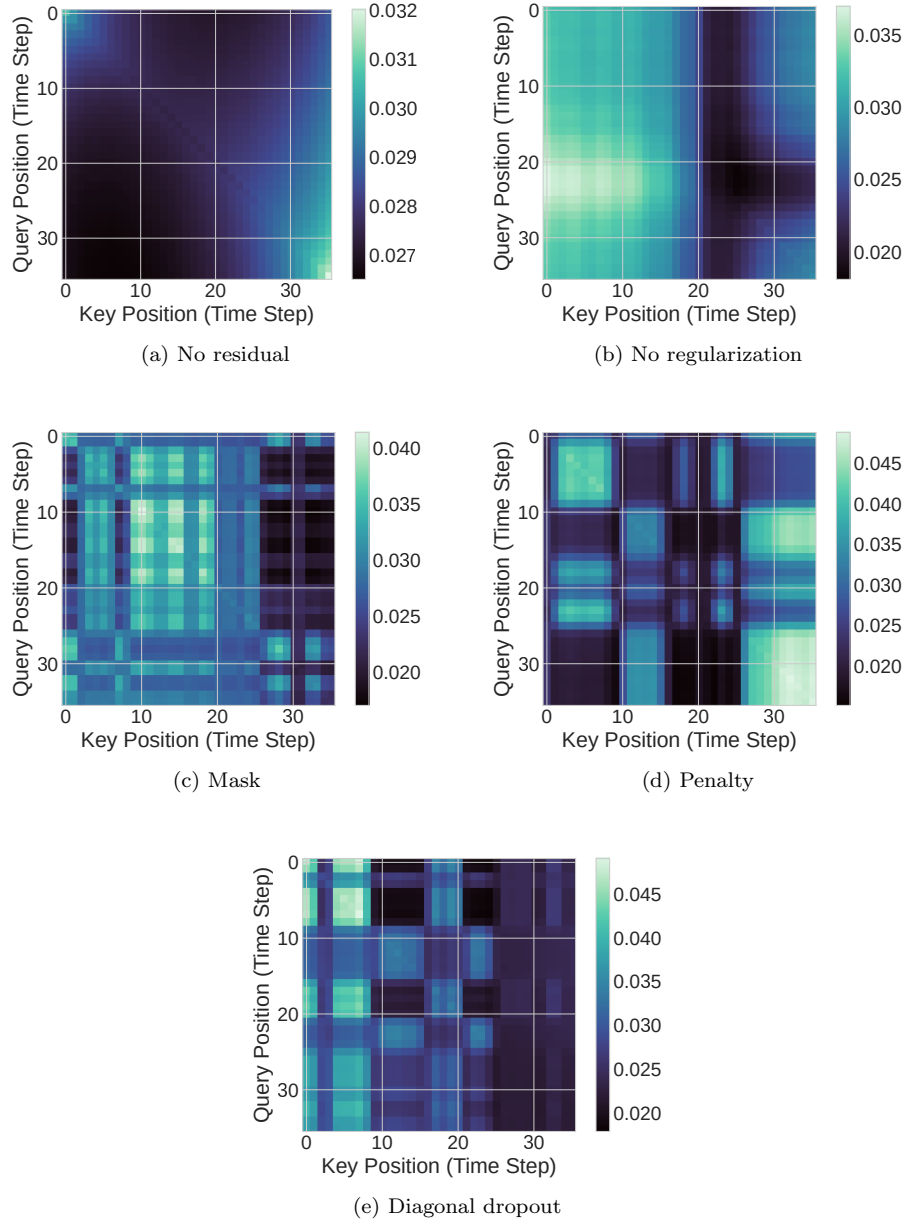 0
10
20
30
0 10 20 30
Query Position (Time Step)
Key Position (Time Step)
0.032
0.031
0.030
0.029
0.028
0.027
(a) No residual
0
10
20
30
0 10 20 30
Query Position (Time Step)
Key Position (Time Step)
0.035
0.030
0.025
0.020
(b) No regularization
0
10
20
30
0 10 20 30
Query Position (Time Step)
Key Position (Time Step)
0.040
0.035
0.030
0.025
0.020
(c) Mask
0
10
20
30
0 10 20 30
Query Position (Time Step)
Key Position (Time Step)
0.045
0.040
0.035
0.030
0.025
0.020
(d) Penalty
0
10
20
30
0 10 20 30
Query Position (Time Step)
Key Position (Time Step)
0.045
0.040
0.035
0.030
0.025
0.020
(e) Diagonal dropout